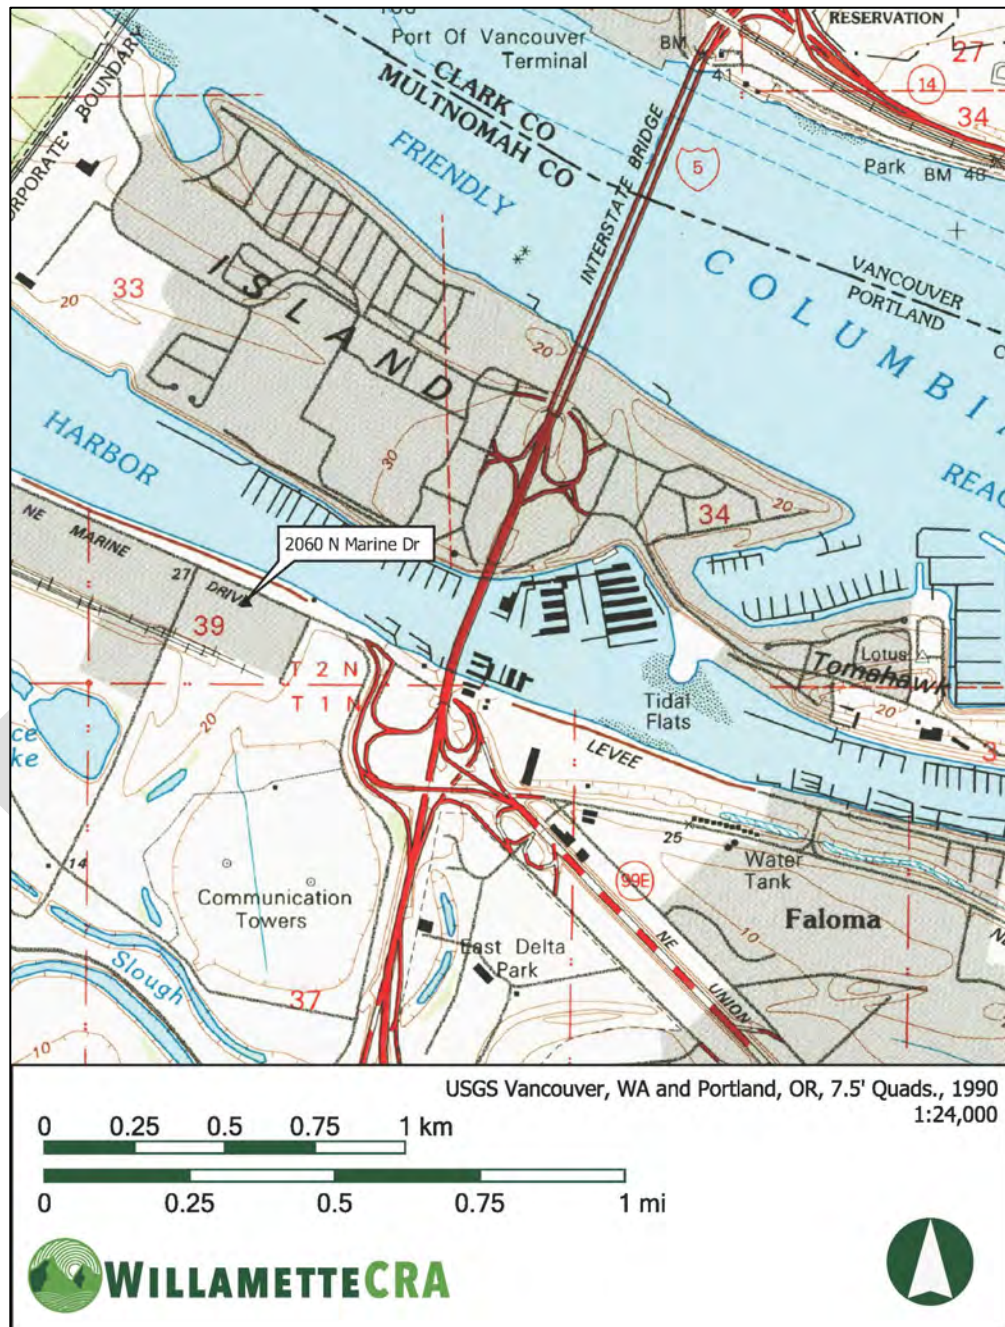 RESERVATION
Port Of Vancouver
Terminal
BM
41
27
14
34
CORPORATE BOUNDARY
CLARK CO
MULTNOMAH CO
FRIENDLY
INTERSTATE BRIDGE
5
Park
BM 48
COLUMBIA
VANCOUVER
PORTLAND
33
20
ISLAND
20
30
HARBOR
34
20
NE MARINE DRIVE
27
2060 N Marine Dr
39
T 2 N
T 1 N
20
Lotus
Tomahawk
20
Tidal
Flats
LEVEE
3
14
Communication
Towers
25
Water
Tank
99E
Faloma
Slough
East Delta
Park
NE UNION
10
37
10
USGS Vancouver, WA and Portland, OR, 7.5' Quads., 1990
1:24,000
0 0.25 0.5 0.75 1 km
0 0.25 0.5 0.75 1 mi
WILLAMETTECRA